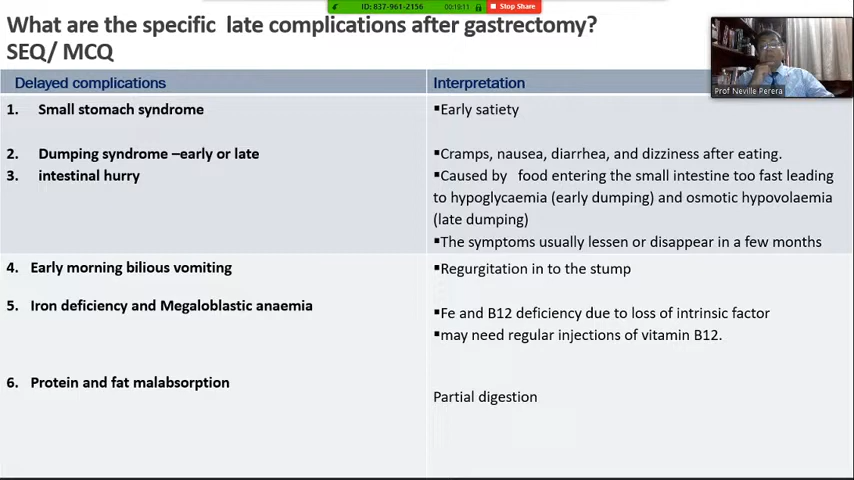 ID: 837-961-2156
00:19:11
Stop Share
What are the specific late complications after gastrectomy?
SEQ/ MCQ
Prof Neville Perera
Delayed complications
Interpretation
1. Small stomach syndrome
▪Early satiety
2. Dumping syndrome –early or late
▪Cramps, nausea, diarrhea, and dizziness after eating.
3. intestinal hurry
▪Caused by food entering the small intestine too fast leading
to hypoglycaemia (early dumping) and osmotic hypovolaemia
(late dumping)
▪The symptoms usually lessen or disappear in a few months
4. Early morning bilious vomiting
▪Regurgitation in to the stump
5. Iron deficiency and Megaloblastic anaemia
▪Fe and B12 deficiency due to loss of intrinsic factor
▪may need regular injections of vitamin B12.
6. Protein and fat malabsorption
Partial digestion